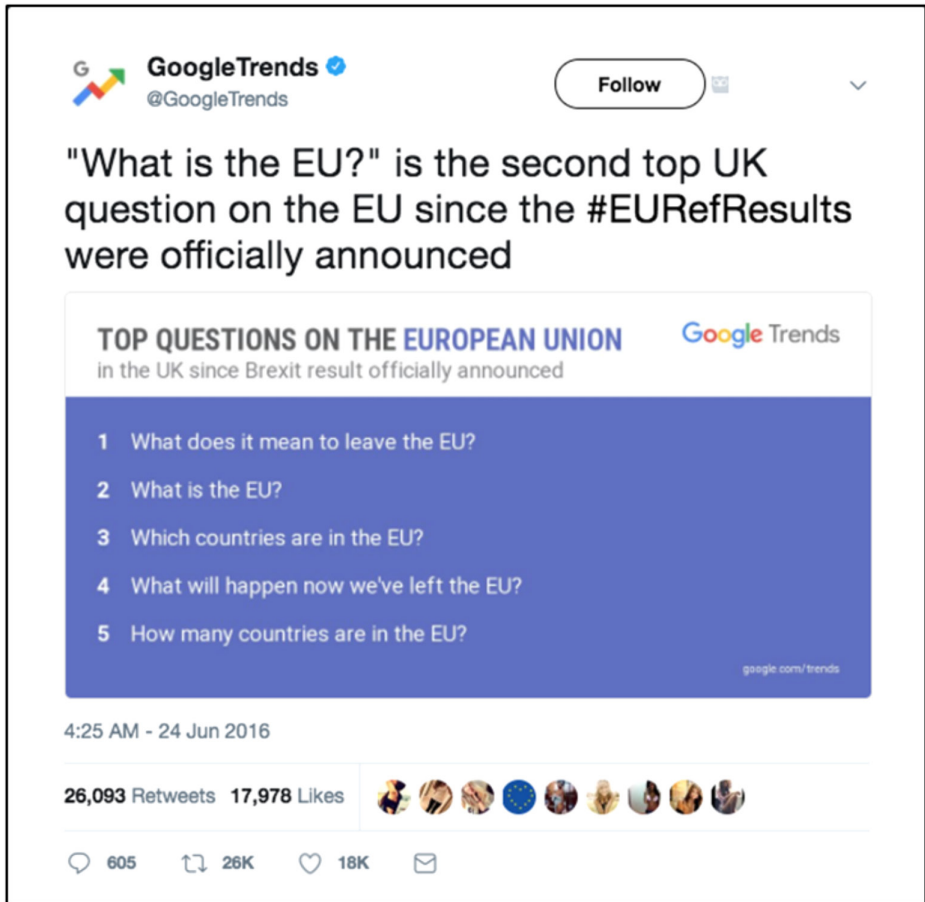 G
GoogleTrends
@GoogleTrends
Follow
"What is the EU?" is the second top UK
question on the EU since the #EURefResults
were officially announced
TOP QUESTIONS ON THE EUROPEAN UNION
Google Trends
in the UK since Brexit result officially announced
1 What does it mean to leave the EU?
2 What is the EU?
3 Which countries are in the EU?
4 What will happen now we've left the EU?
5 How many countries are in the EU?
google.com/trends
4:25 AM - 24 Jun 2016
26,093 Retweets 17,978 Likes
605 26K 18K